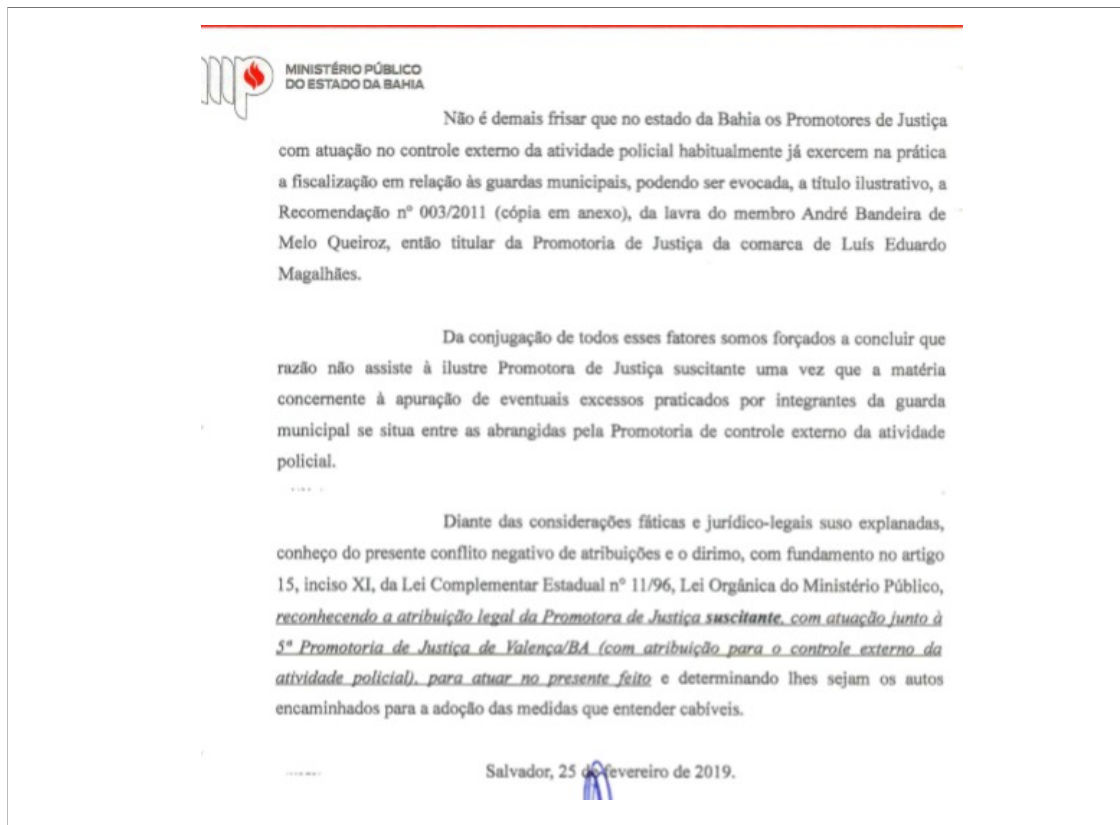 MINISTÉRIO PÚBLICO
DO ESTADO DA BAHIA
Não é demais frisar que no estado da Bahia os Promotores de Justiça
com atuação no controle externo da atividade policial habitualmente já exercem na prática
a fiscalização em relação às guardas municipais, podendo ser evocada, a título ilustrativo, a
Recomendação nº 003/2011 (cópia em anexo), da lavra do membro André Bandeira de
Melo Queiroz, então titular da Promotoria de Justiça da comarca de Luís Eduardo
Magalhães.
Da conjugação de todos esses fatores somos forçados a concluir que
razão não assiste à ilustre Promotora de Justiça suscitante uma vez que a matéria
concernente à apuração de eventuais excessos praticados por integrantes da guarda
municipal se situa entre as abrangidas pela Promotoria de controle externo da atividade
policial.
Diante das considerações fáticas e jurídico-legais suso explanadas,
conheço do presente conflito negativo de atribuições e o dirimo, com fundamento no artigo
15, inciso XI, da Lei Complementar Estadual nº 11/96, Lei Orgânica do Ministério Público,
reconhecendo a atribuição legal da Promotora de Justiça suscitante, com atuação junto à
5ª Promotoria de Justiça de Valença/BA (com atribuição para o controle externo da
atividade policial), para atuar no presente feito e determinando lhes sejam os autos
encaminhados para a adoção das medidas que entender cabíveis.
Salvador, 25 de fevereiro de 2019.